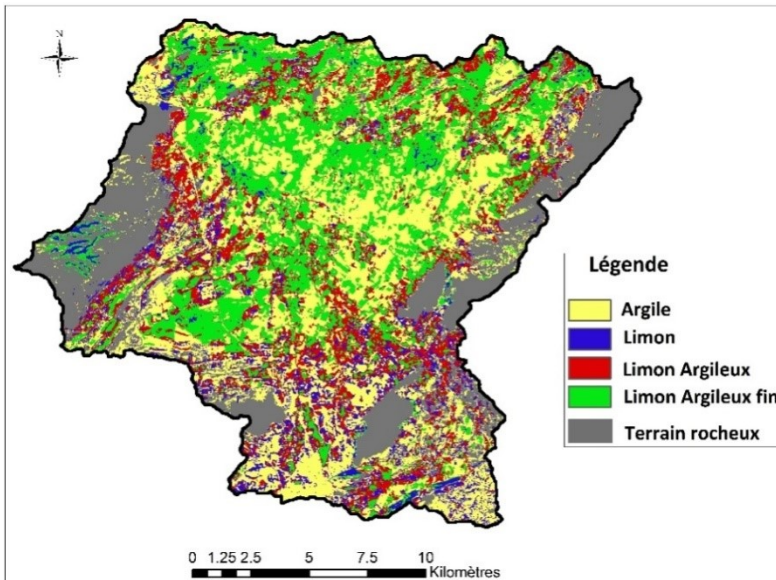 N
Légende
Argile
Limon
Limon Argileux
Limon Argileux fin
Terrain rocheux
0 1.25 2.5 5 7.5 10
Kilomètres